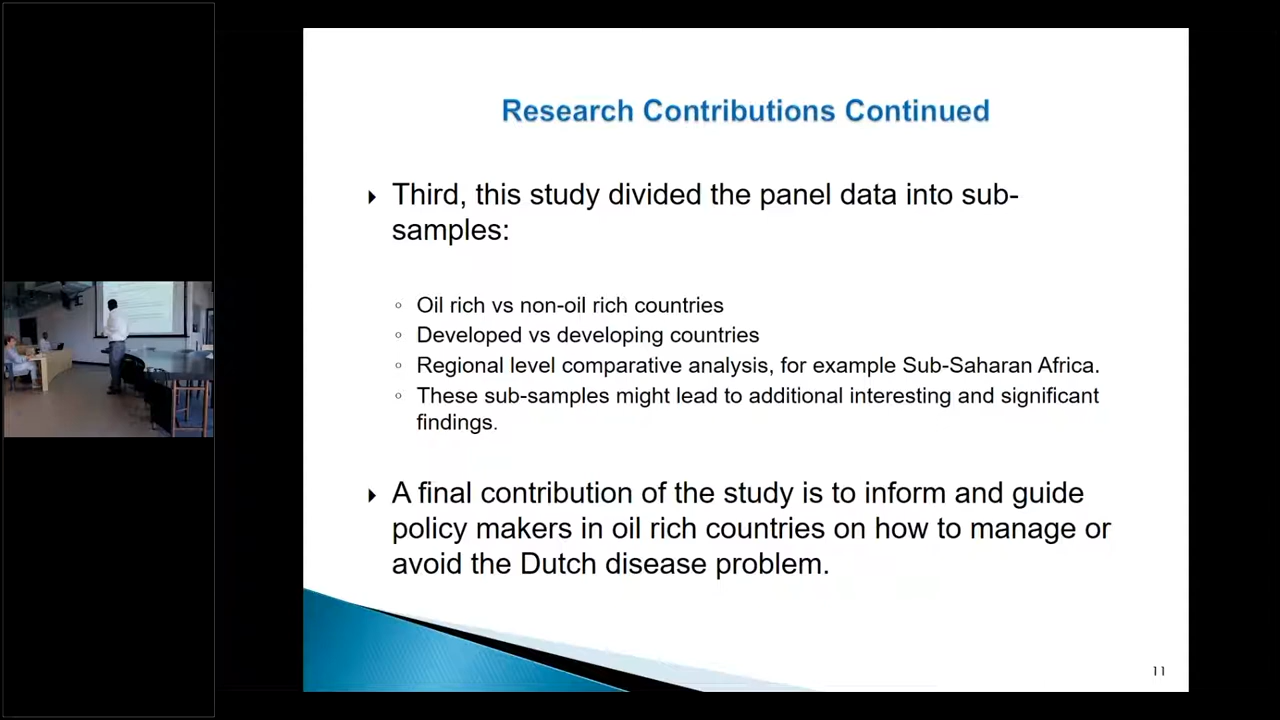 Research Contributions Continued
Third, this study divided the panel data into sub-
samples:
Oil rich vs non-oil rich countries
Developed vs developing countries
Regional level comparative analysis, for example Sub-Saharan Africa.
These sub-samples might lead to additional interesting and significant
findings.
A final contribution of the study is to inform and guide
policy makers in oil rich countries on how to manage or
avoid the Dutch disease problem.
11